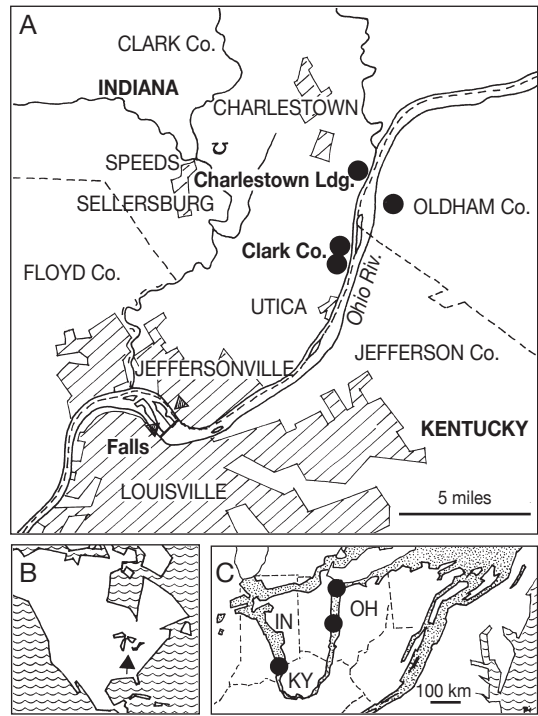 A
CLARK Co.
INDIANA
CHARLESTOWN
SPEEDS
Charlestown Ldg.
SELLERSBURG
OLDHAM Co.
Clark Co.
FLOYD Co.
Ohio Riv.
UTICA
JEFFERSONVILLE
JEFFERSON Co.
Falls
KENTUCKY
LOUISVILLE
5 miles
B
C
IN
OH
KY
100 km